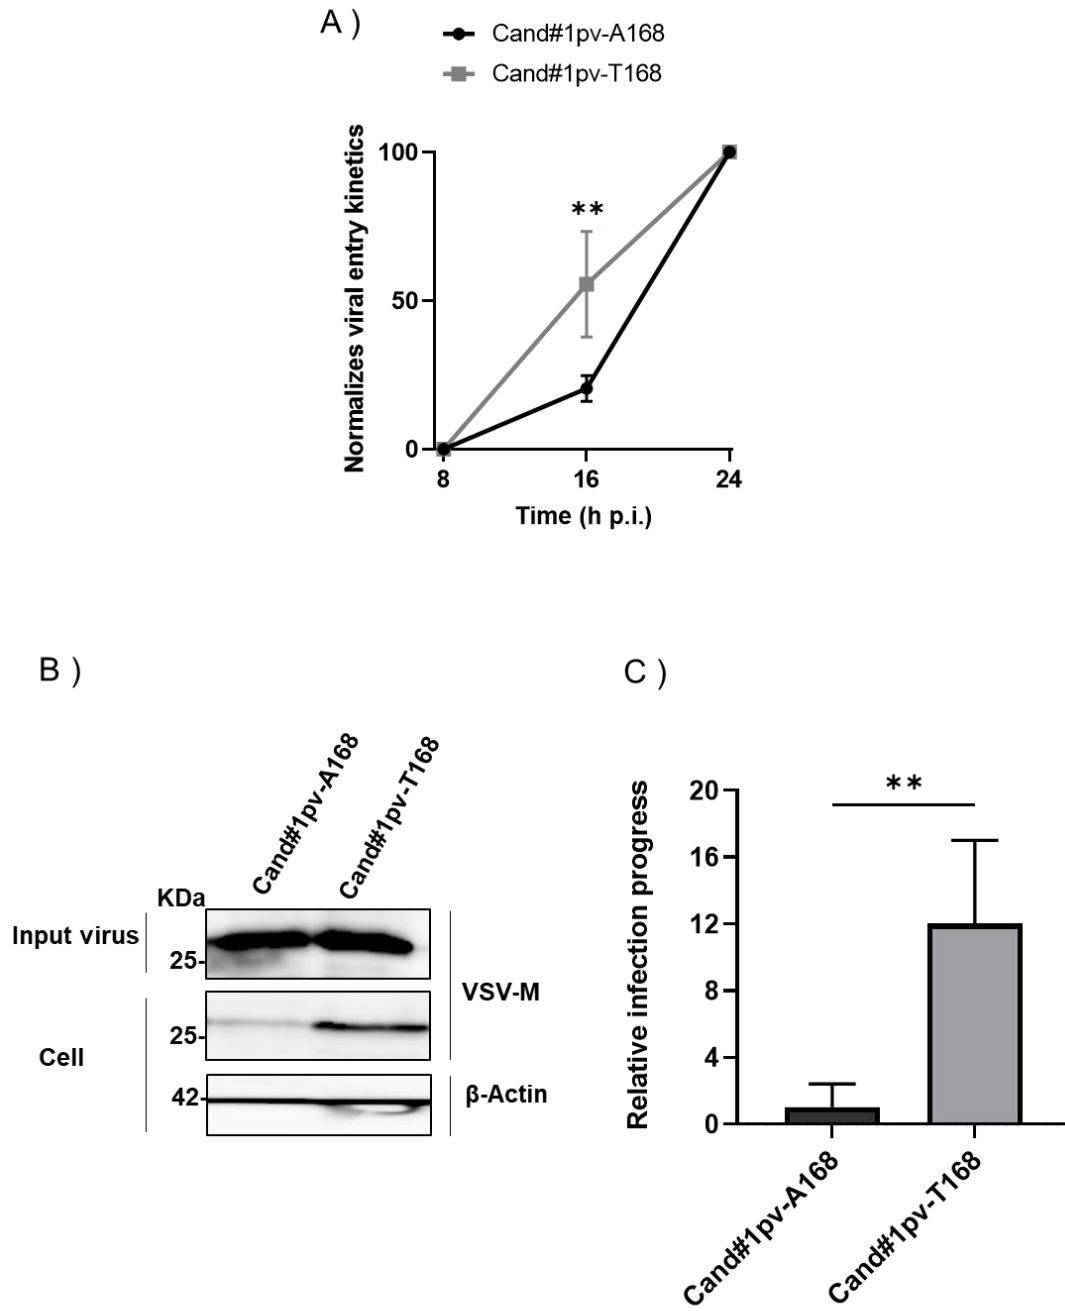 A )
Cand#1pv-A168
Cand#1pv-T168
Normalizes viral entry kinetics
100
**
50
0
8 16 24
Time (h p.i.)
B )
Cand#1pv-A168
Cand#1pv-T168
KDa
Input virus
25-
VSV-M
25-
Cell
42-
β-Actin
C )
Relative infection progress
20
**
16
12
8
4
0
Cand#1pv-A168
Cand#1pv-T168